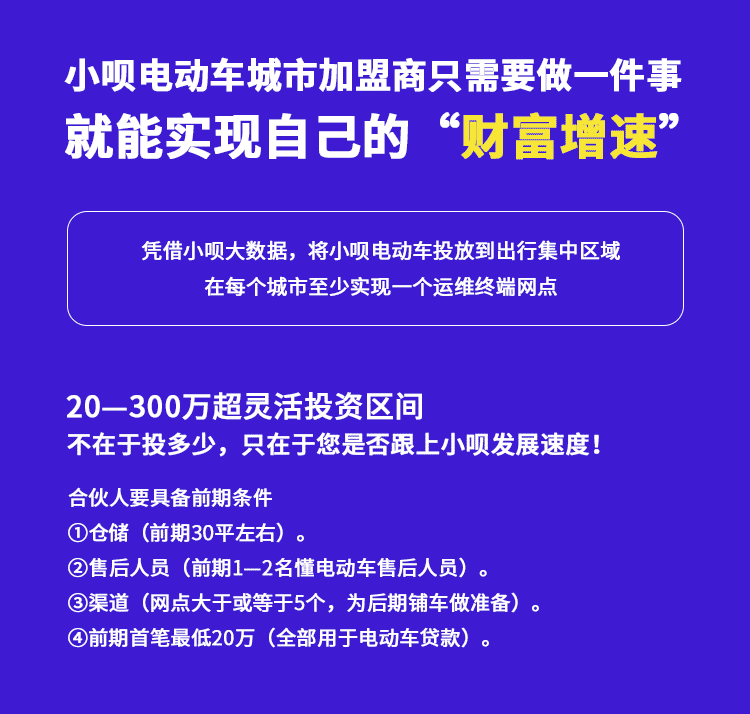 小呗电动车城市加盟商只需要做一件事
就能实现自己的“财富增速”
凭借小呗大数据，将小呗电动车投放到出行集中区域
在每个城市至少实现一个运维终端网点
20—300万超灵活投资区间
不在于投多少，只在于您是否跟上小呗发展速度！
合伙人要具备前期条件
①仓储（前期30平左右）。
②售后人员（前期1—2名懂电动车售后人员）。
③渠道（网点大于或等于5个，为后期铺车做准备）。
④前期首笔最低20万（全部用于电动车贷款）。